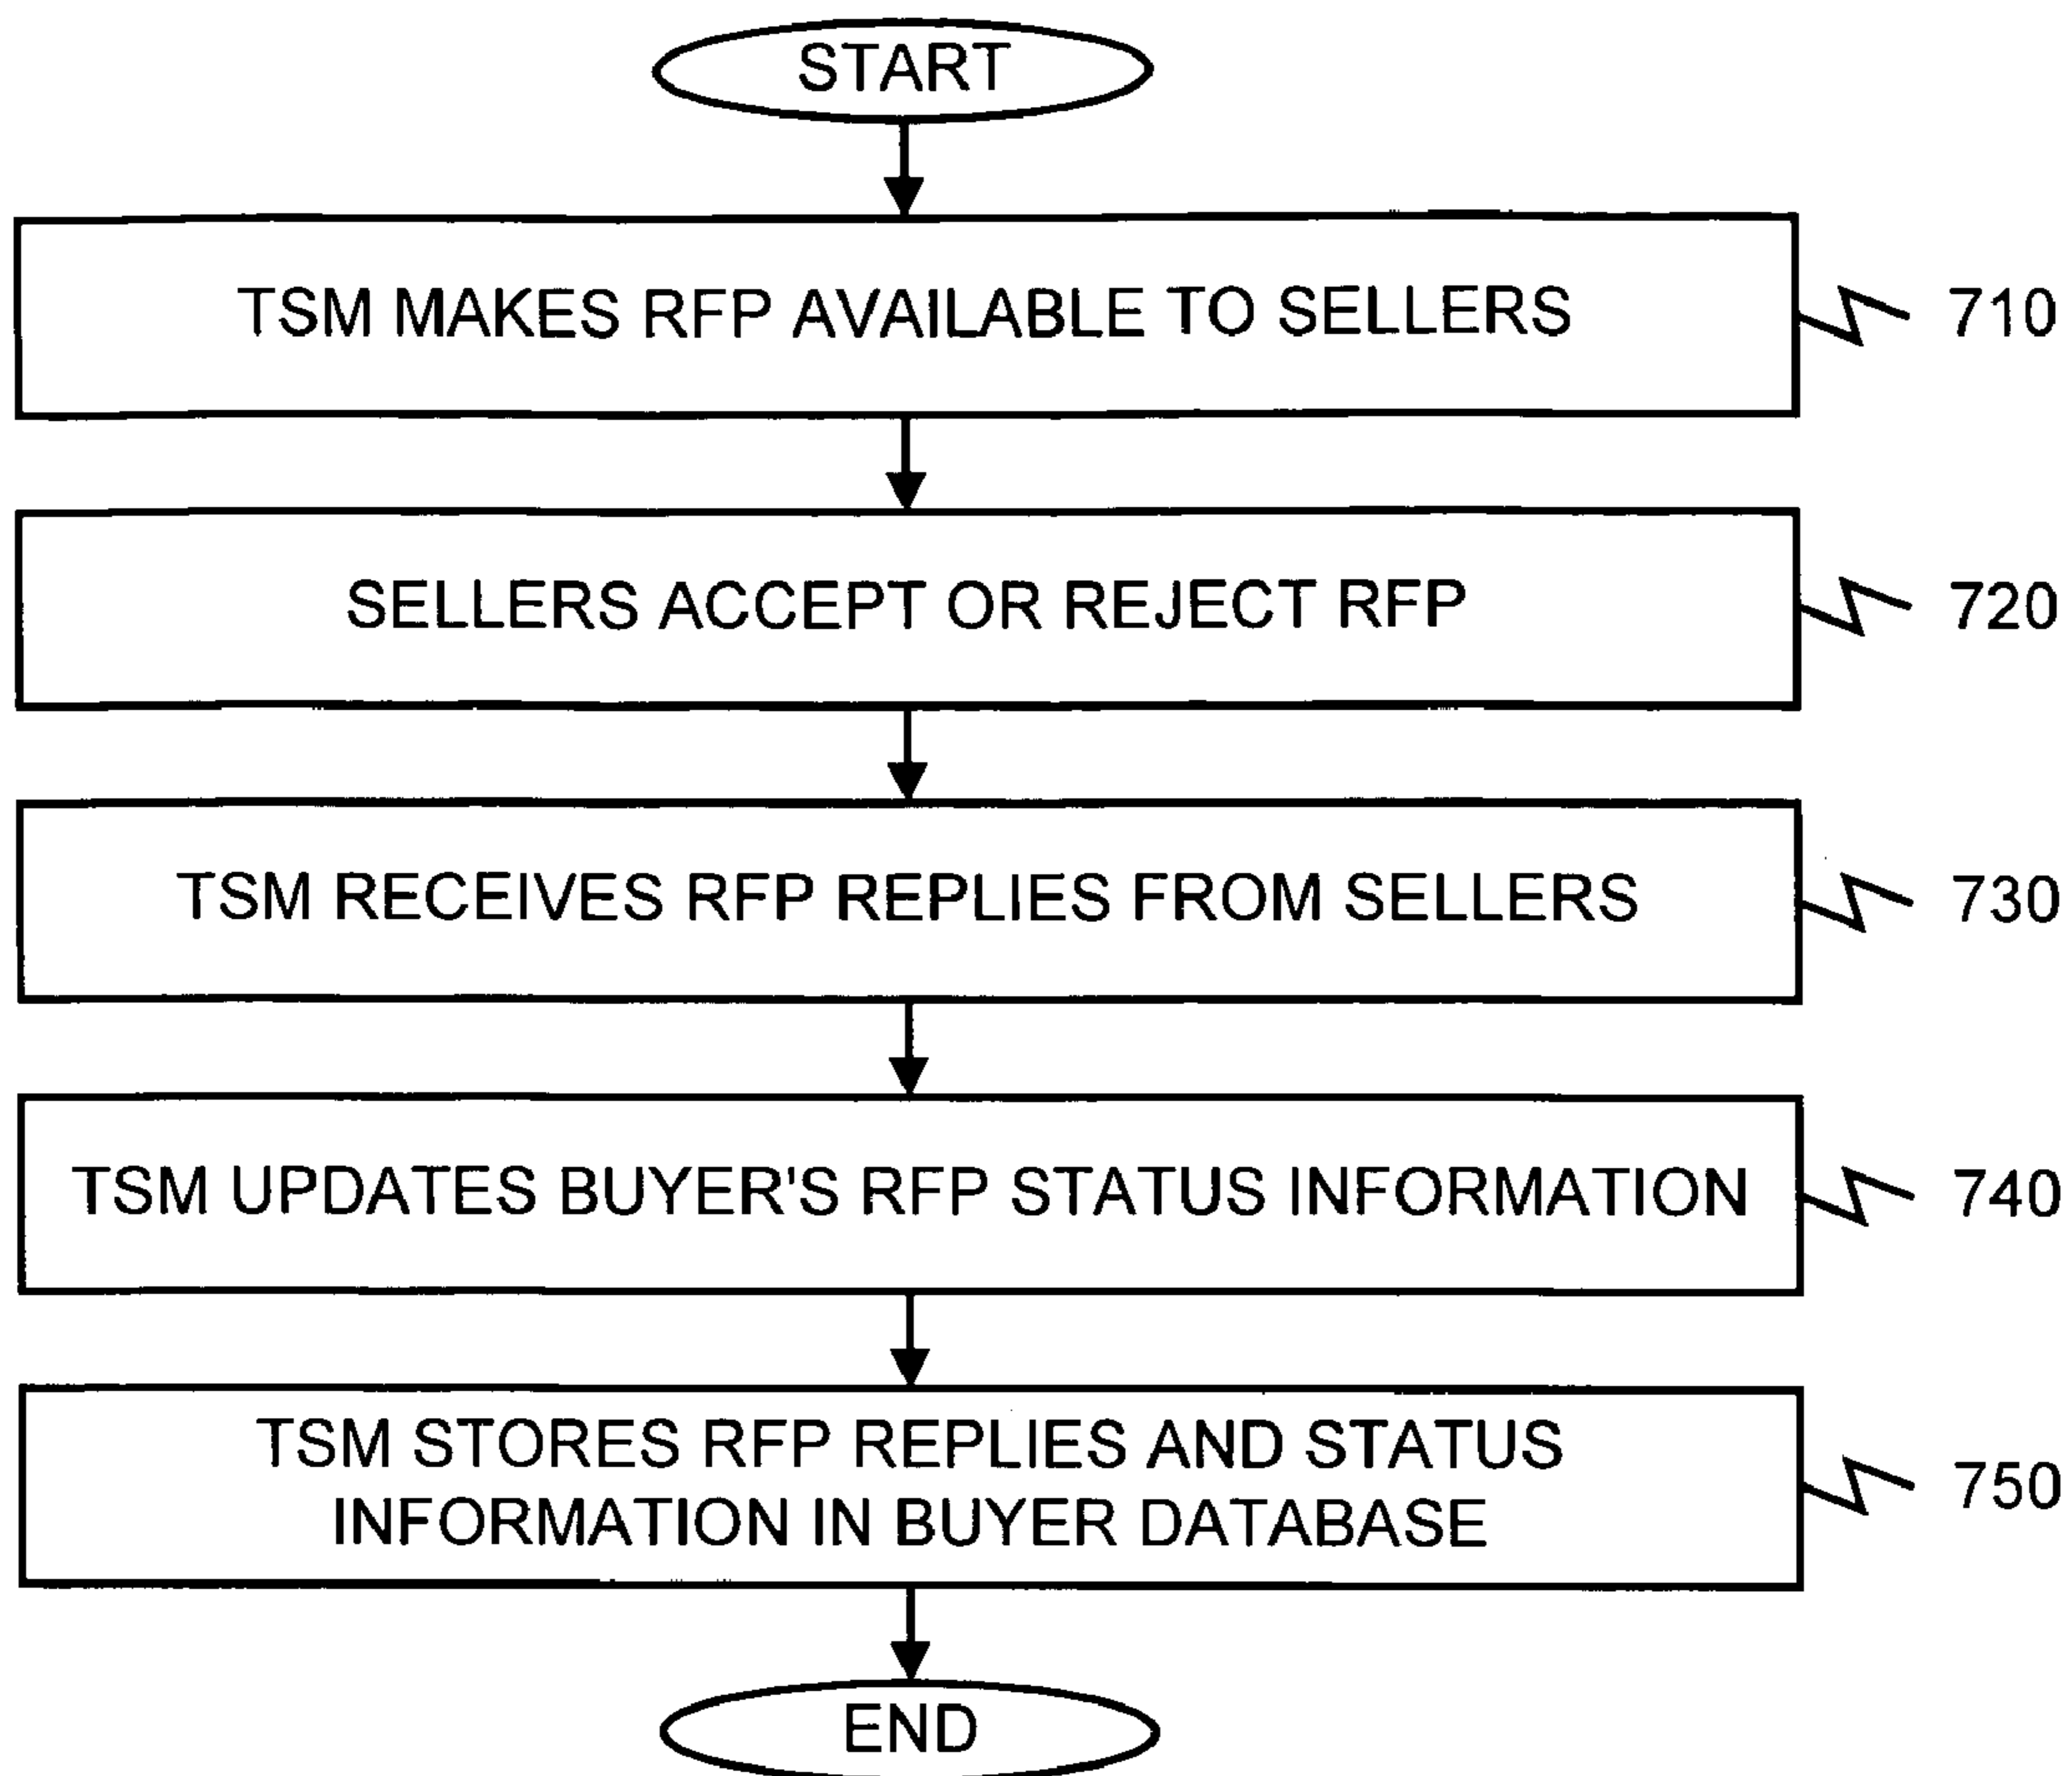 START
TSM MAKES RFP AVAILABLE TO SELLERS
710
SELLERS ACCEPT OR REJECT RFP
720
TSM RECEIVES RFP REPLIES FROM SELLERS
730
TSM UPDATES BUYER'S RFP STATUS INFORMATION
740
TSM STORES RFP REPLIES AND STATUS
INFORMATION IN BUYER DATABASE
750
END